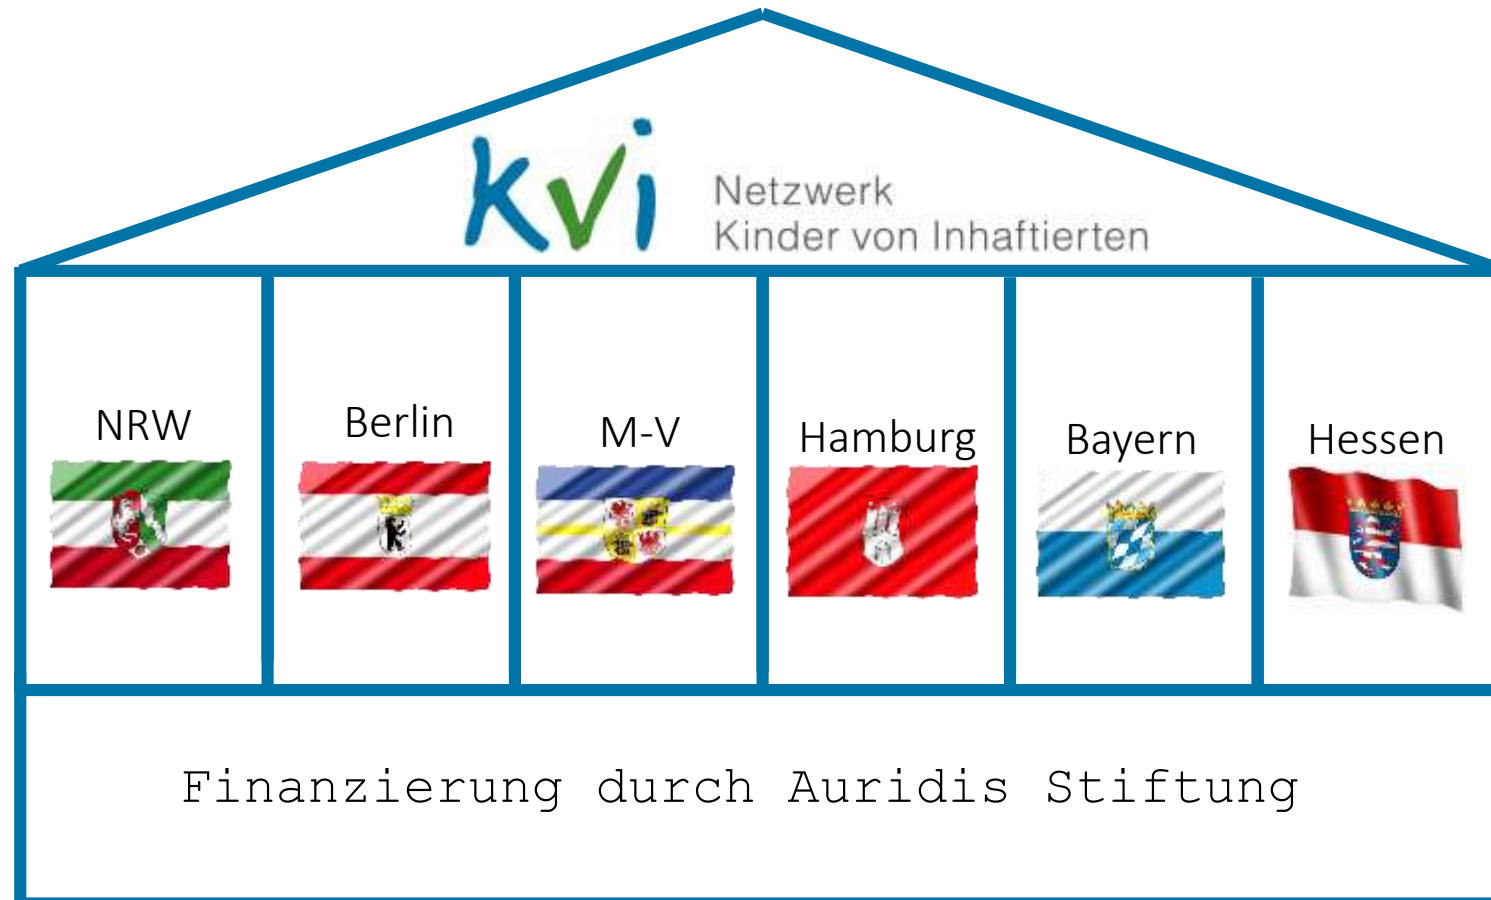 kvi
Netzwerk
Kinder von Inhaftierten
NRW
Berlin
M-V
Hamburg
Bayern
Hessen
Finanzierung durch Auridis Stiftung